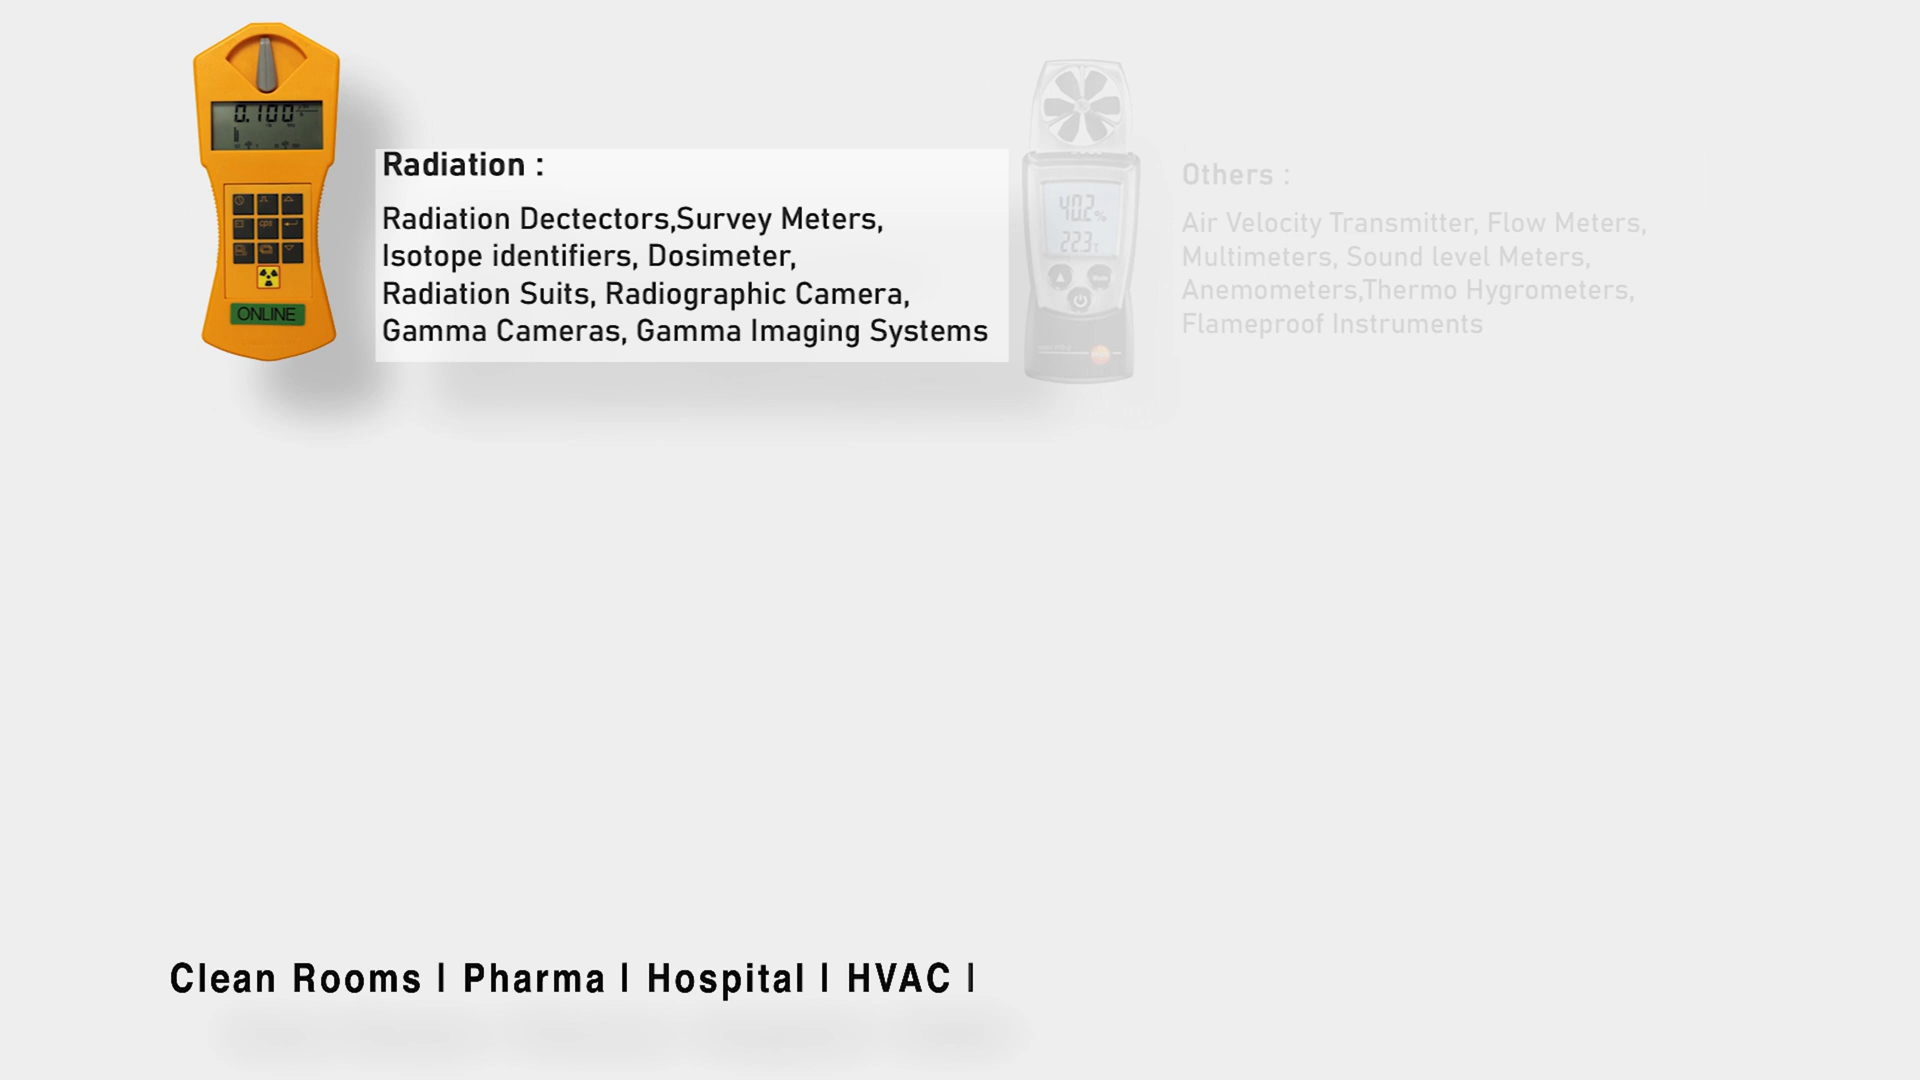 0.100
ONLINE
Radiation :
Radiation Dectectors,Survey Meters,
Isotope identifiers, Dosimeter,
Radiation Suits, Radiographic Camera,
Gamma Cameras, Gamma Imaging Systems
40.2%
22.3
Others :
Air Velocity Transmitter, Flow Meters,
Multimeters, Sound level Meters,
Anemometers,Thermo Hygrometers,
Flameproof Instruments
Clean Rooms | Pharma | Hospital | HVAC |